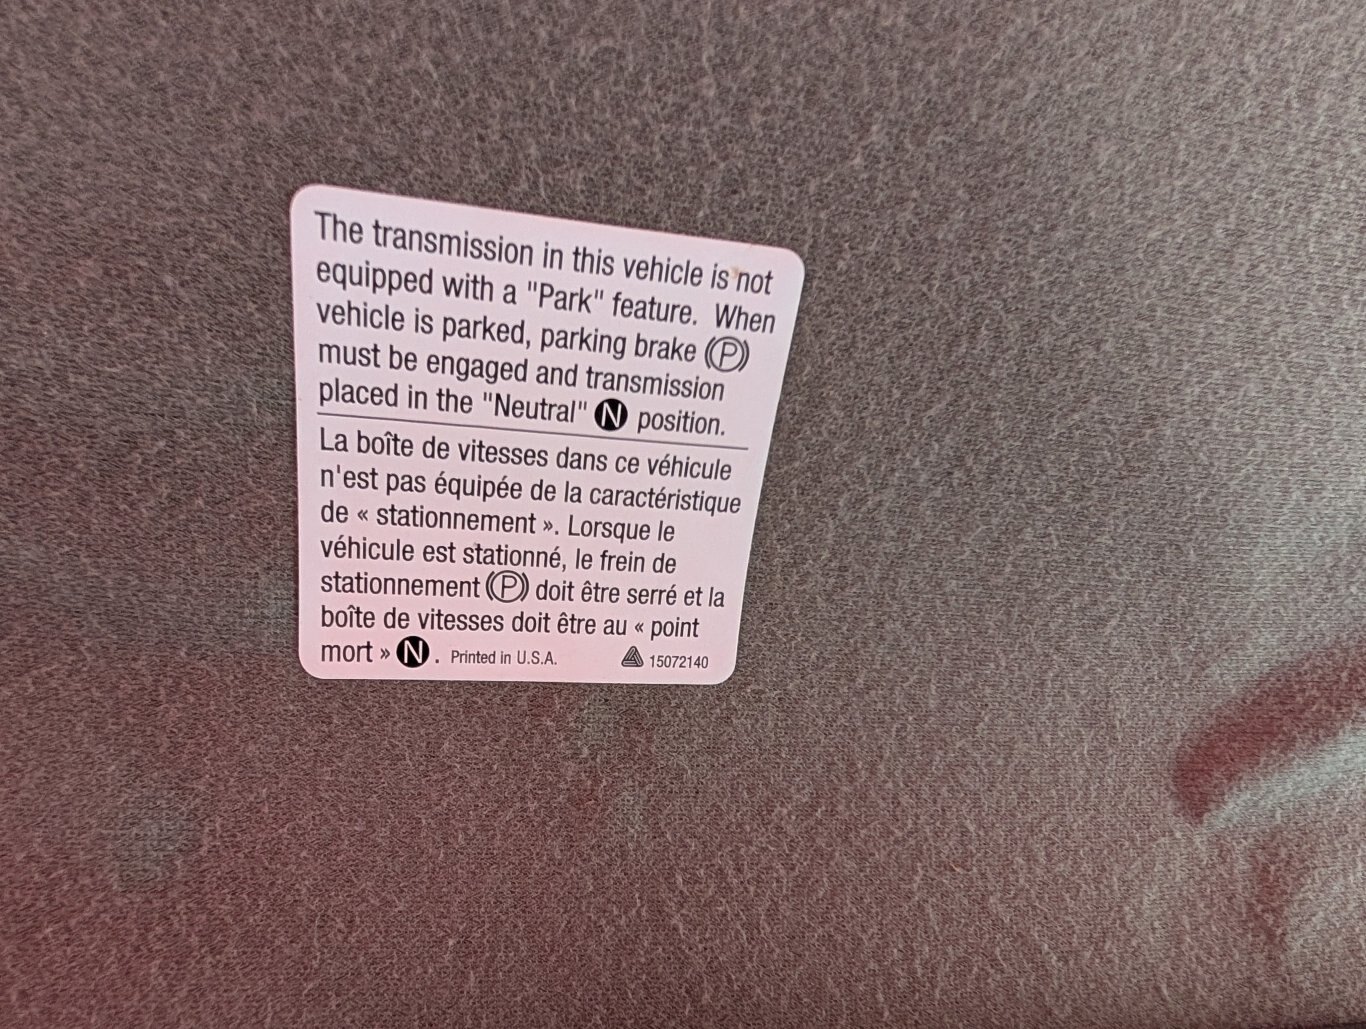 The transmission in this vehicle is not
equipped with a "Park" feature. When
vehicle is parked, parking brake (P)
must be engaged and transmission
placed in the "Neutral" N position.
La boîte de vitesses dans ce véhicule
n'est pas équipée de la caractéristique
de « stationnement ». Lorsque le
véhicule est stationné, le frein de
stationnement (P) doit être serré et la
boîte de vitesses doit être au « point
mort » N . Printed in U.S.A. 15072140